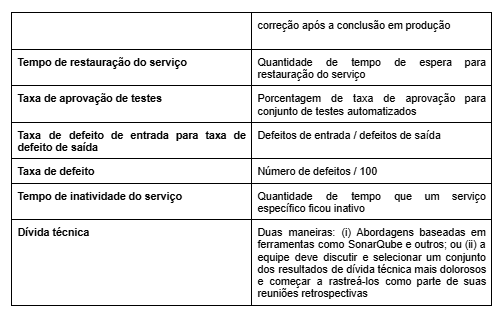 correção após a conclusão em produção
Tempo de restauração do serviço
Quantidade de tempo de espera para
restauração do serviço
Taxa de aprovação de testes
Porcentagem de taxa de aprovação para
conjunto de testes automatizados
Taxa de defeito de entrada para taxa de
defeito de saída
Defeitos de entrada / defeitos de saída
Taxa de defeito
Número de defeitos / 100
Tempo de inatividade do serviço
Quantidade de tempo que um serviço
específico ficou inativo
Dívida técnica
Duas maneiras: (i) Abordagens baseadas em
ferramentas como SonarQube e outros; ou (ii) a
equipe deve discutir e selecionar um conjunto
dos resultados de dívida técnica mais dolorosos
e começar a rastreá-los como parte de suas
reuniões retrospectivas